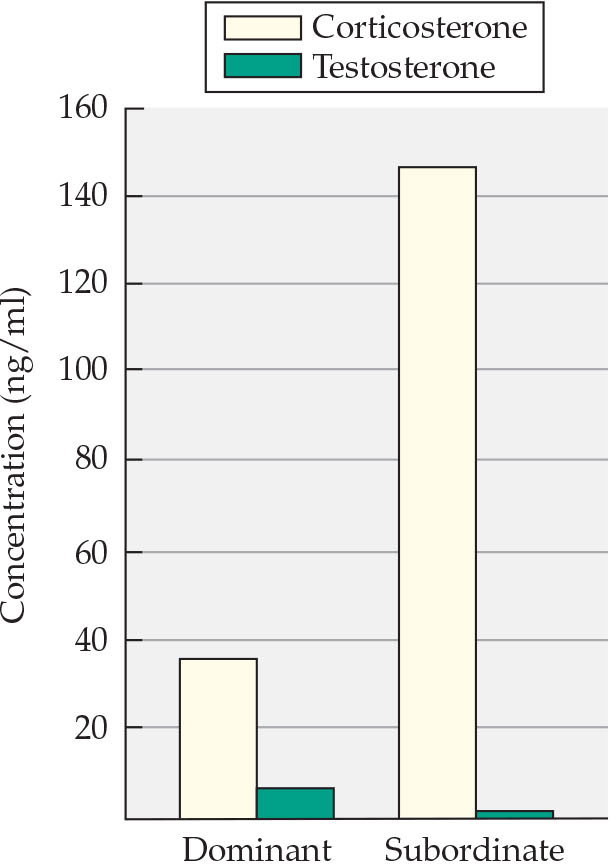 Corticosterone
Testosterone
Concentration (ng/ml)
160
140
120
100
80
60
40
20
Dominant
Subordinate